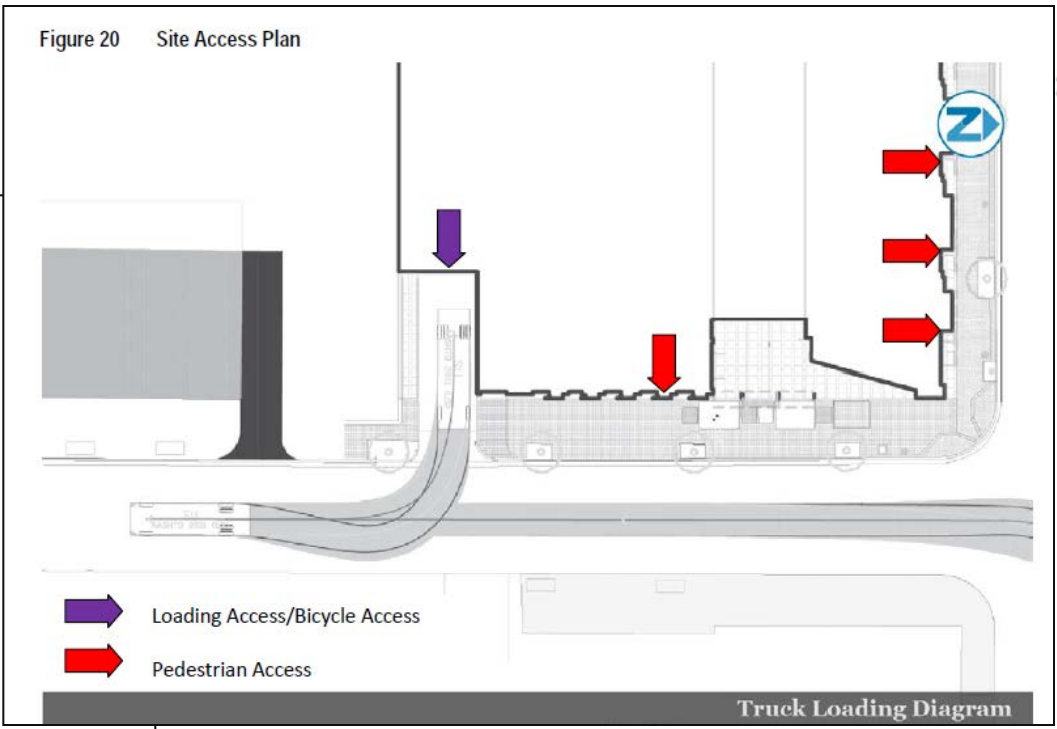 Figure 20 Site Access Plan
Z
Loading Access/Bicycle Access
Pedestrian Access
Truck Loading Diagram